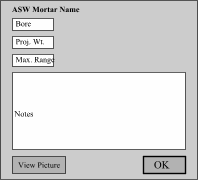 ASW Mortar Name
Bore
Proj. Wt.
Max. Range
Notes
View Picture
OK